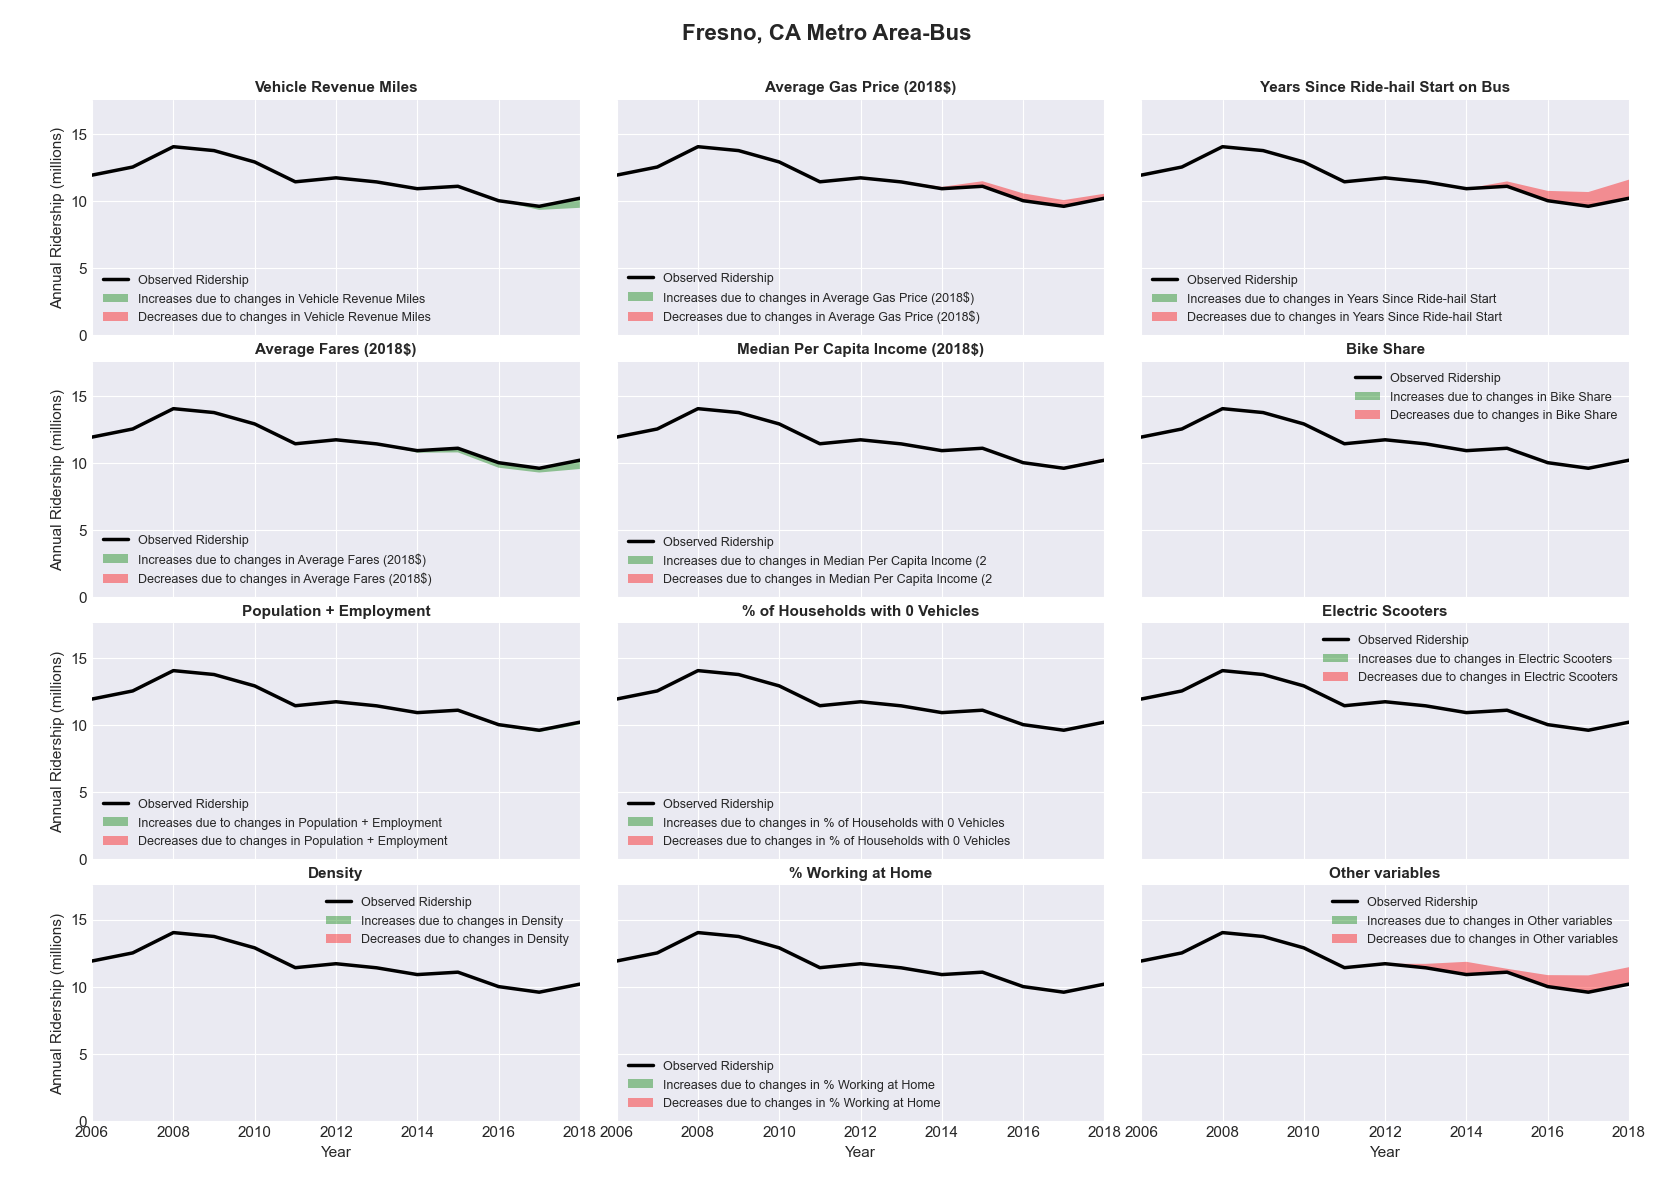 Fresno, CA Metro Area-Bus
Vehicle Revenue Miles
Annual Ridership (millions)
15
10
5
0
Observed Ridership
Increases due to changes in Vehicle Revenue Miles
Decreases due to changes in Vehicle Revenue Miles
Average Gas Price (2018$)
Observed Ridership
Increases due to changes in Average Gas Price (2018$)
Decreases due to changes in Average Gas Price (2018$)
Years Since Ride-hail Start on Bus
Observed Ridership
Increases due to changes in Years Since Ride-hail Start
Decreases due to changes in Years Since Ride-hail Start
Average Fares (2018$)
Annual Ridership (millions)
15
10
5
0
Observed Ridership
Increases due to changes in Average Fares (2018$)
Decreases due to changes in Average Fares (2018$)
Median Per Capita Income (2018$)
Observed Ridership
Increases due to changes in Median Per Capita Income (2
Decreases due to changes in Median Per Capita Income (2
Bike Share
Observed Ridership
Increases due to changes in Bike Share
Decreases due to changes in Bike Share
Population + Employment
Annual Ridership (millions)
15
10
5
0
Observed Ridership
Increases due to changes in Population + Employment
Decreases due to changes in Population + Employment
% of Households with 0 Vehicles
Observed Ridership
Increases due to changes in % of Households with 0 Vehicles
Decreases due to changes in % of Households with 0 Vehicles
Electric Scooters
Observed Ridership
Increases due to changes in Electric Scooters
Decreases due to changes in Electric Scooters
Density
Annual Ridership (millions)
15
10
5
0
Observed Ridership
Increases due to changes in Density
Decreases due to changes in Density
2006 2008 2010 2012 2014 2016 2018
Year
% Working at Home
Observed Ridership
Increases due to changes in % Working at Home
Decreases due to changes in % Working at Home
2006 2008 2010 2012 2014 2016 2018
Year
Other variables
Observed Ridership
Increases due to changes in Other variables
Decreases due to changes in Other variables
2006 2008 2010 2012 2014 2016 2018
Year